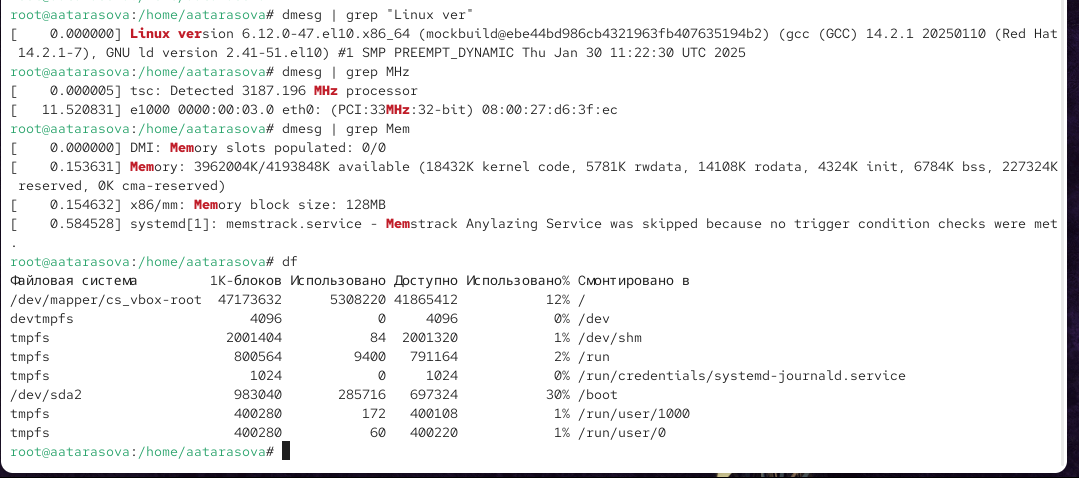 root@aatarasova:/home/aatarasova# dmesg | grep "Linux ver"
[    0.000000] Linux version 6.12.0-47.el10.x86_64 (mockbuild@ebe44bd986cb4321963fb407635194b2) (gcc (GCC) 14.2.1 20250110 (Red Hat
 14.2.1-7), GNU ld version 2.41-51.el10) #1 SMP PREEMPT_DYNAMIC Thu Jan 30 11:22:30 UTC 2025
root@aatarasova:/home/aatarasova# dmesg | grep MHz
[    0.000005] tsc: Detected 3187.196 MHz processor
[   11.520831] e1000 0000:00:03.0 eth0: (PCI:33MHz:32-bit) 08:00:27:d6:3f:ec
root@aatarasova:/home/aatarasova# dmesg | grep Mem
[    0.000000] DMI: Memory slots populated: 0/0
[    0.153631] Memory: 3962004K/4193848K available (18432K kernel code, 5781K rwdata, 14108K rodata, 4324K init, 6784K bss, 227324K
 reserved, 0K cma-reserved)
[    0.154632] x86/mm: Memory block size: 128MB
[    0.584528] systemd[1]: memstrack.service - Memstrack Anylazing Service was skipped because no trigger condition checks were met
.
root@aatarasova:/home/aatarasova# df
Файловая система         1K-блоков Использовано Доступно Использовано% Смонтировано в
/dev/mapper/cs_vbox-root  47173632      5308220 41865412           12% /
devtmpfs                      4096            0     4096            0% /dev
tmpfs                      2001404           84  2001320            1% /dev/shm
tmpfs                       800564         9400   791164            2% /run
tmpfs                         1024            0     1024            0% /run/credentials/systemd-journald.service
/dev/sda2                   983040       285716   697324           30% /boot
tmpfs                       400280          172   400108            1% /run/user/1000
tmpfs                       400280           60   400220            1% /run/user/0
root@aatarasova:/home/aatarasova#